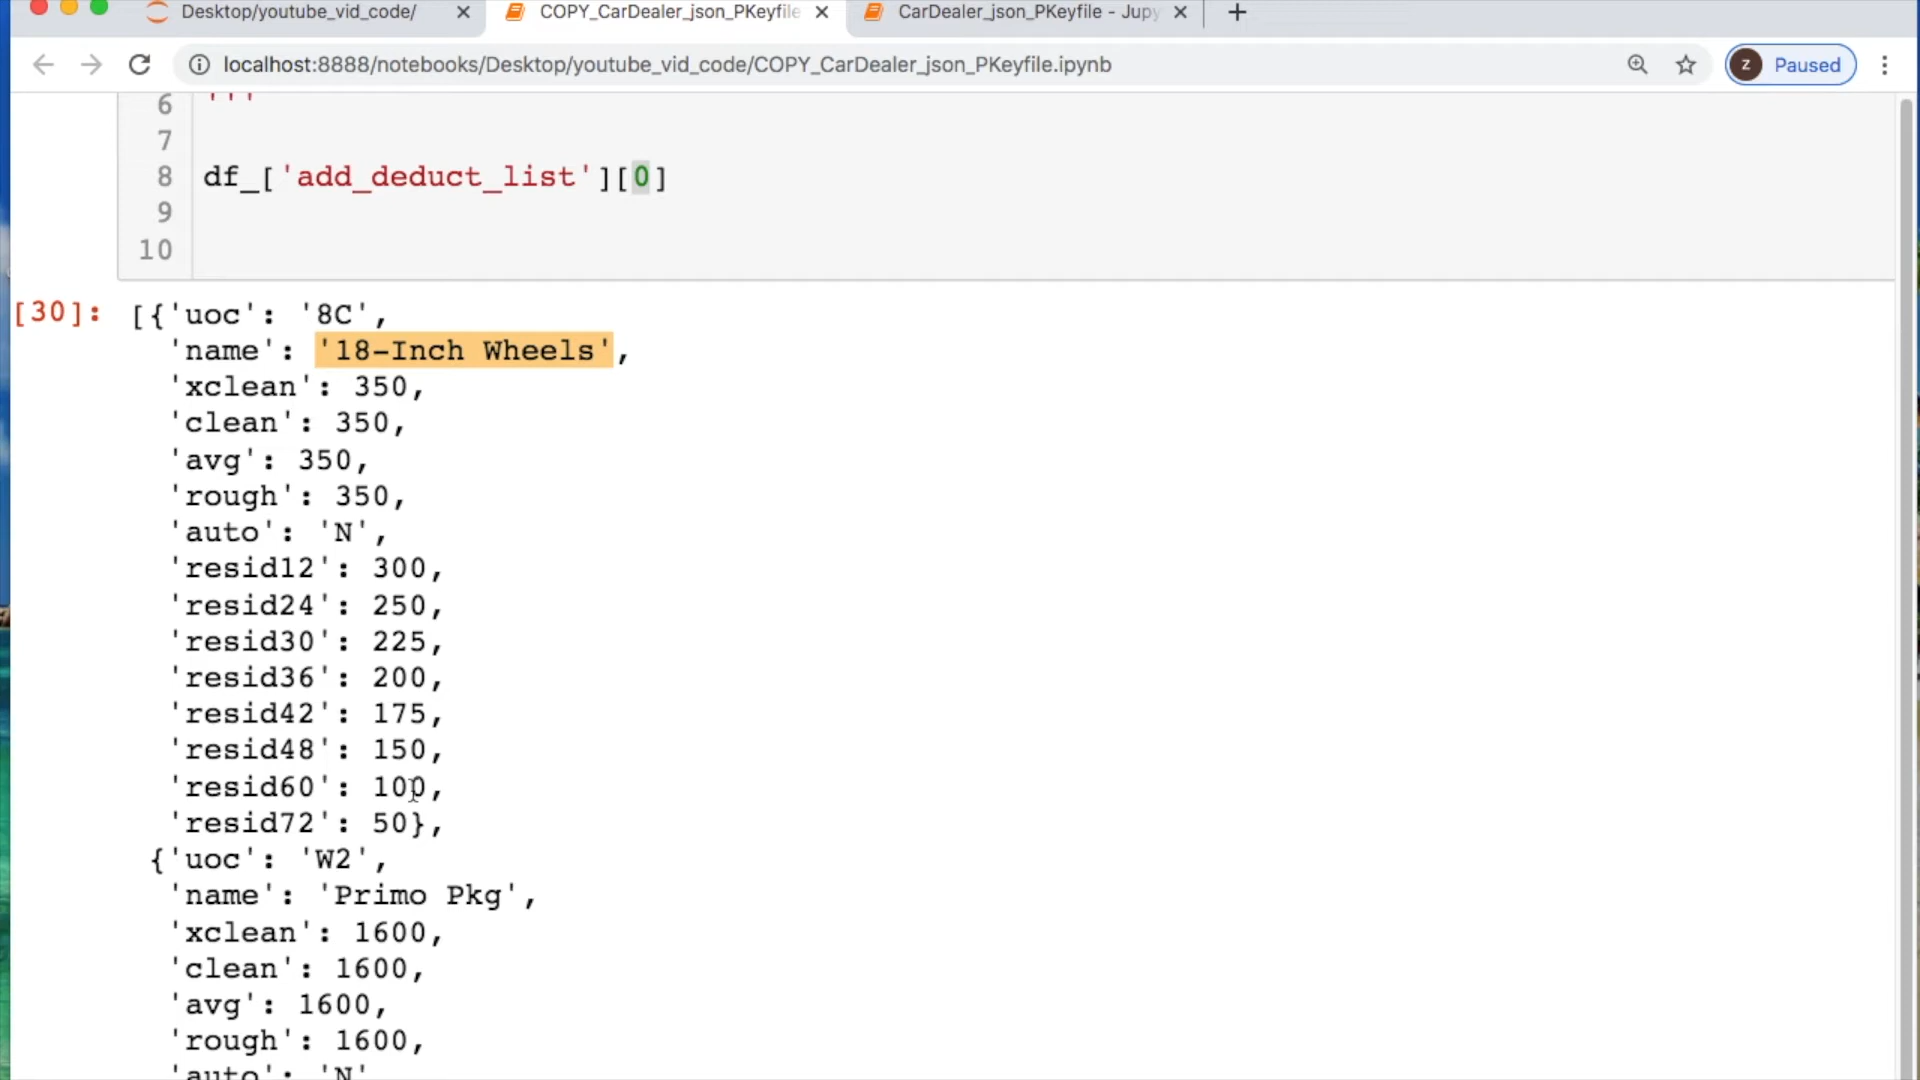 Desktop/youtube_vid_code/
COPY_CarDealer_json_PKeyfile
CarDealer_json_PKeyfile - Jupy
localhost:8888/notebooks/Desktop/youtube_vid_code/COPY_CarDealer_json_PKeyfile.ipynb
z Paused
6 '''
7
8 df_['add_deduct_list'][0]
9
10
[30]: [{'uoc': '8C',
'name': '18-Inch Wheels',
'xclean': 350,
'clean': 350,
'avg': 350,
'rough': 350,
'auto': 'N',
'resid12': 300,
'resid24': 250,
'resid30': 225,
'resid36': 200,
'resid42': 175,
'resid48': 150,
'resid60': 100,
'resid72': 50},
{'uoc': 'W2',
'name': 'Primo Pkg',
'xclean': 1600,
'clean': 1600,
'avg': 1600,
'rough': 1600,
'auto': 'N'